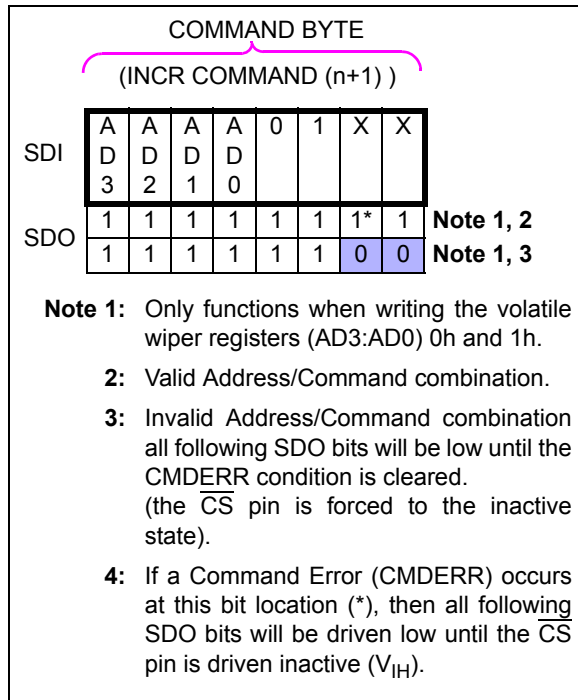 COMMAND BYTE
(INCR COMMAND (n+1) )
SDI
A A A A 0 1 X X
D D D D
3 2 1 0
SDO
1 1 1 1 1 1 1* 1 Note 1, 2
1 1 1 1 1 1 0 0 Note 1, 3
Note 1: Only functions when writing the volatile
wiper registers (AD3:AD0) 0h and 1h.
2: Valid Address/Command combination.
3: Invalid Address/Command combination
all following SDO bits will be low until the
CMDERR condition is cleared.
(the CS pin is forced to the inactive
state).
4: If a Command Error (CMDERR) occurs
at this bit location (*), then all following
SDO bits will be driven low until the CS
pin is driven inactive (VIH).